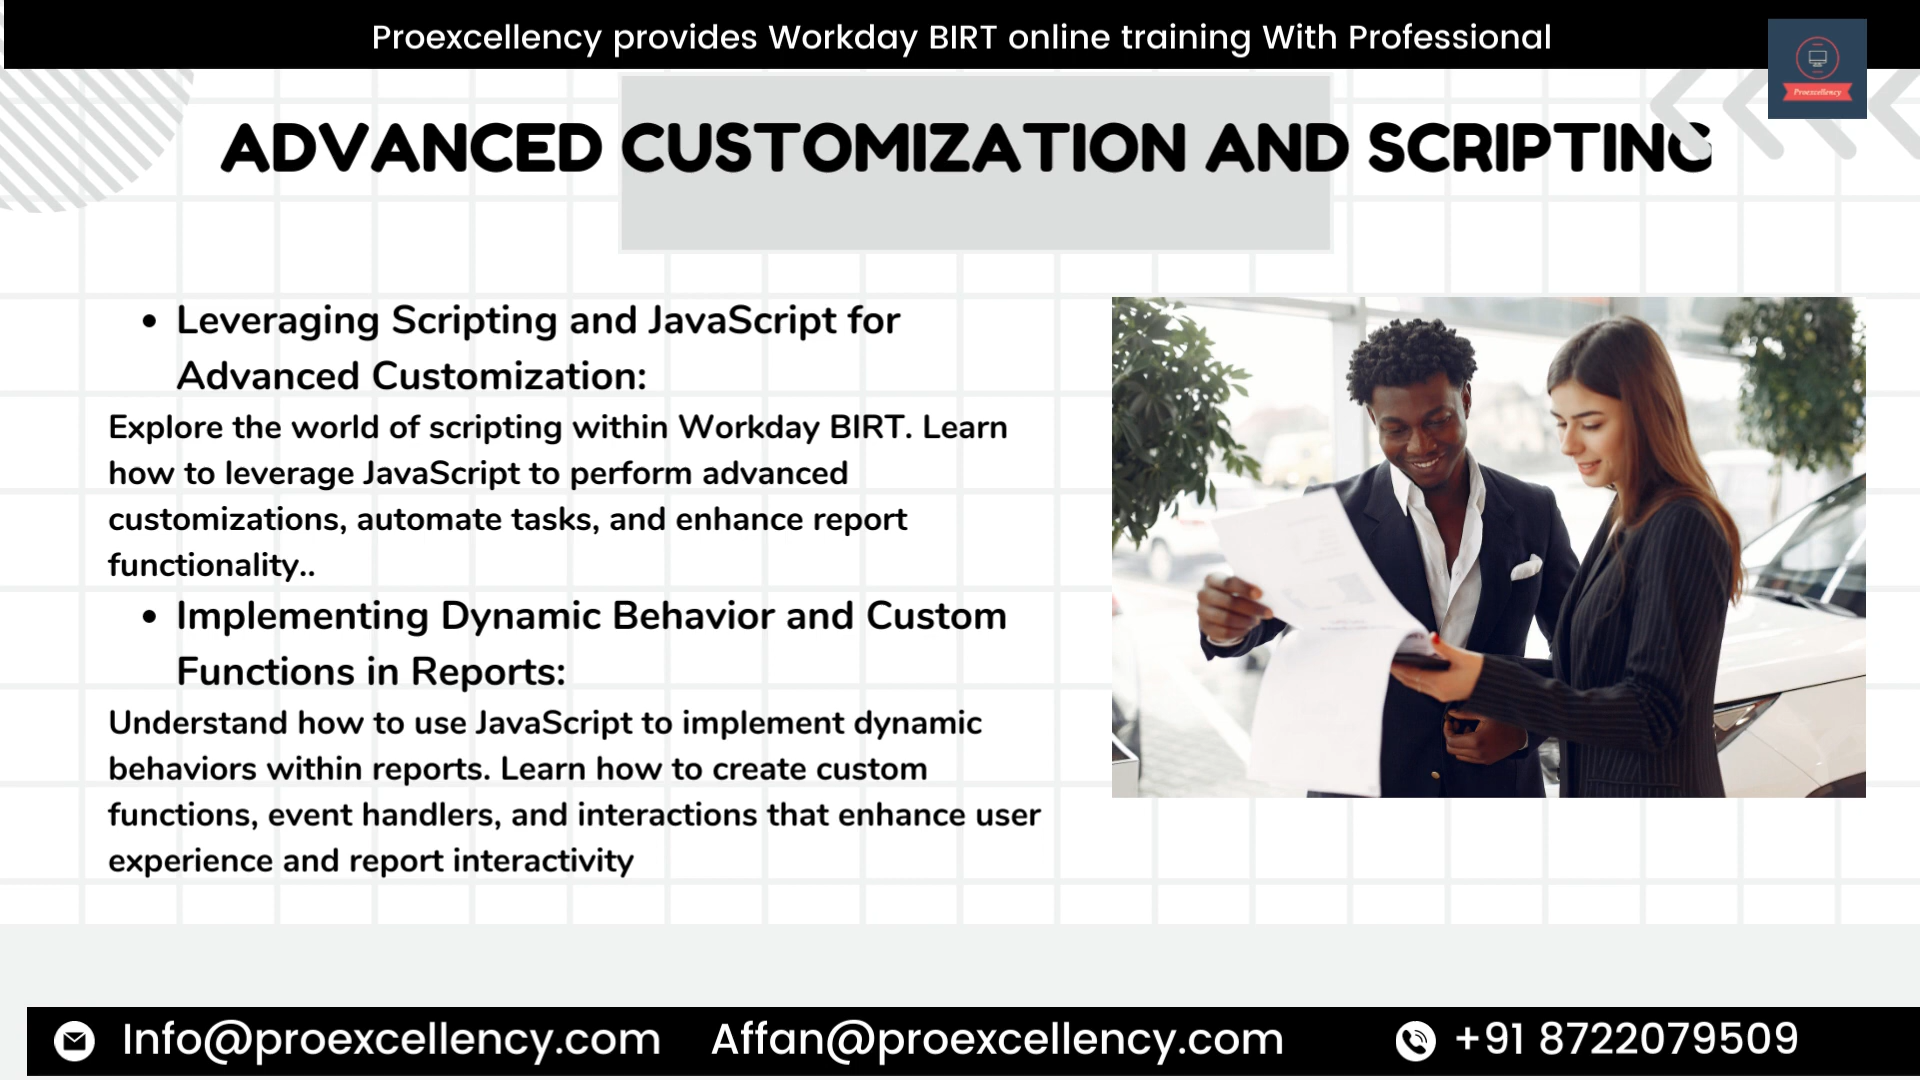 Proexcellency provides Workday BIRT online training With Professional
Proexcellency
ADVANCED CUSTOMIZATION AND SCRIPTING
• Leveraging Scripting and JavaScript for
Advanced Customization:
Explore the world of scripting within Workday BIRT. Learn
how to leverage JavaScript to perform advanced
customizations, automate tasks, and enhance report
functionality..
• Implementing Dynamic Behavior and Custom
Functions in Reports:
Understand how to use JavaScript to implement dynamic
behaviors within reports. Learn how to create custom
functions, event handlers, and interactions that enhance user
experience and report interactivity
Info@proexcellency.com Affan@proexcellency.com +91 8722079509